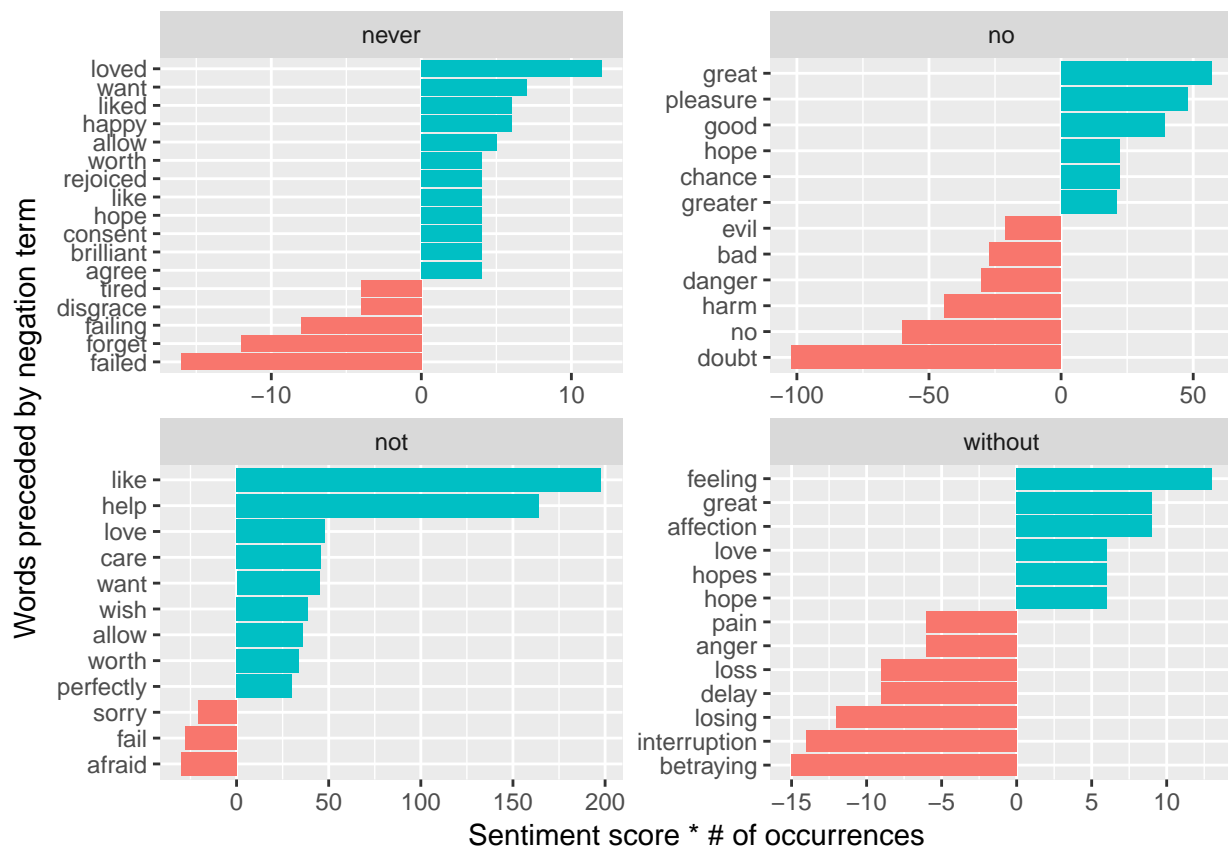 never
loved
want
liked
happy
allow
worth
rejoiced
like
hope
consent
brilliant
agree
tired
disgrace
failing
forget
failed
−10 0 10
no
great
pleasure
good
hope
chance
greater
evil
bad
danger
harm
no
doubt
−100 −50 0 50
not
like
help
love
care
want
wish
allow
worth
perfectly
sorry
fail
afraid
0 50 100 150 200
without
feeling
great
affection
love
hopes
hope
pain
anger
loss
delay
losing
interruption
betraying
−15 −10 −5 0 5 10
Words preceded by negation term
Sentiment score * # of occurrences